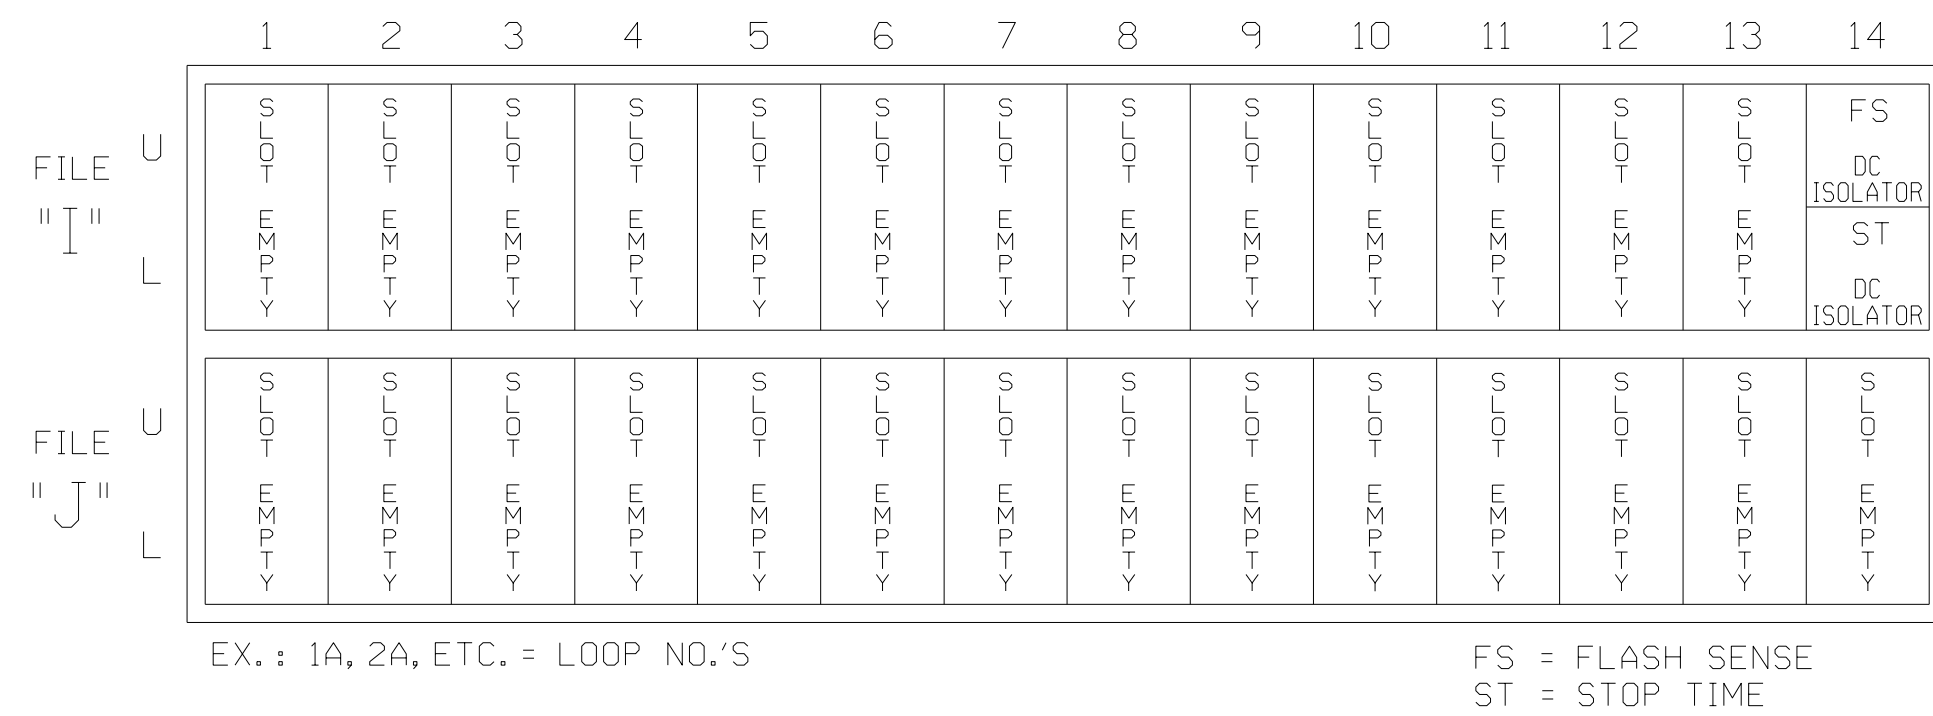 1 2 3 4 5 6 7 8 9 10 11 12 13 14
FILE "I"
U
L
SLOT EMPTY
SLOT EMPTY
SLOT EMPTY
SLOT EMPTY
SLOT EMPTY
SLOT EMPTY
SLOT EMPTY
SLOT EMPTY
SLOT EMPTY
SLOT EMPTY
SLOT EMPTY
SLOT EMPTY
SLOT EMPTY
FS
DC
ISOLATOR
ST
DC
ISOLATOR
FILE "J"
U
L
SLOT EMPTY
SLOT EMPTY
SLOT EMPTY
SLOT EMPTY
SLOT EMPTY
SLOT EMPTY
SLOT EMPTY
SLOT EMPTY
SLOT EMPTY
SLOT EMPTY
SLOT EMPTY
SLOT EMPTY
SLOT EMPTY
SLOT EMPTY
EX.: 1A, 2A, ETC. = LOOP NO.'S
FS = FLASH SENSE
ST = STOP TIME